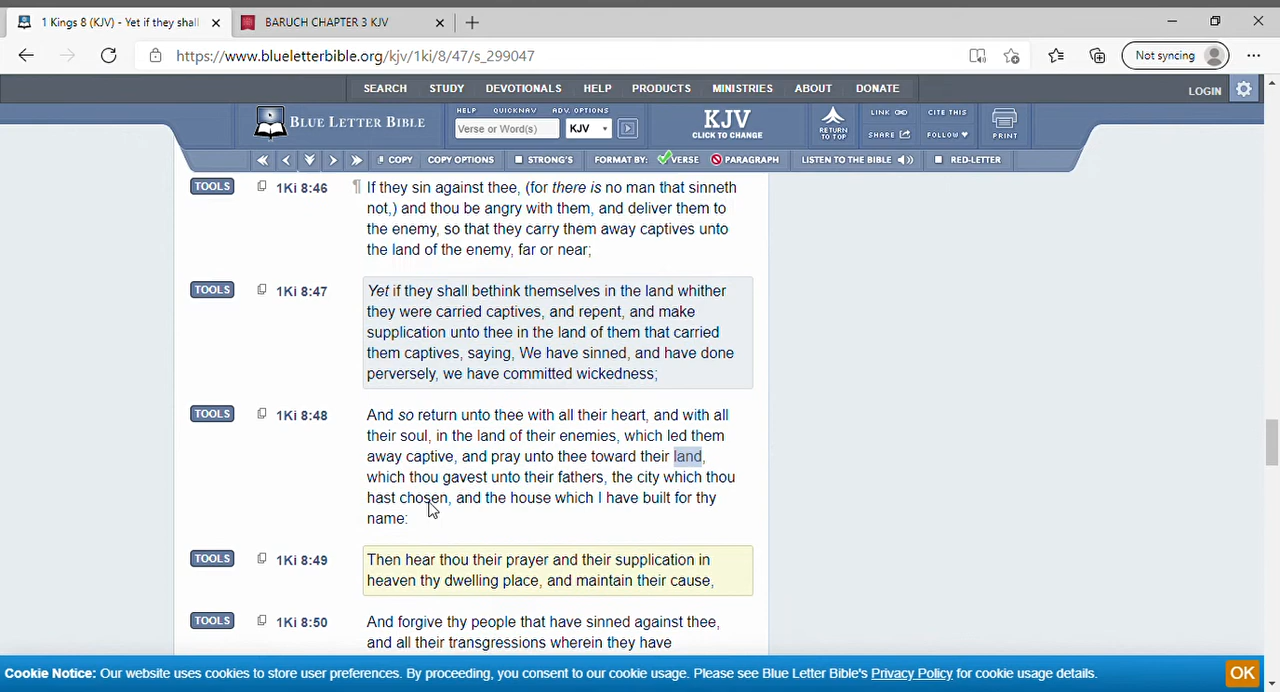 1 Kings 8 (KJV) - Yet if they shall
BARUCH CHAPTER 3 KJV
https://www.blueletterbible.org/kjv/1ki/8/47/s_299047
Not syncing
SEARCH STUDY DEVOTIONALS HELP PRODUCTS MINISTRIES ABOUT DONATE LOGIN
BLUE LETTER BIBLE
HELP QUICKNAV ADV. OPTIONS
Verse or Word(s) KJV
KJV
CLICK TO CHANGE
RETURN
TO TOP
LINK CITE THIS
SHARE FOLLOW PRINT
COPY COPY OPTIONS STRONG'S FORMAT BY: VERSE PARAGRAPH LISTEN TO THE BIBLE RED-LETTER
TOOLS 1Ki 8:46 ¶ If they sin against thee, (for there is no man that sinneth
not,) and thou be angry with them, and deliver them to
the enemy, so that they carry them away captives unto
the land of the enemy, far or near;
TOOLS 1Ki 8:47 Yet if they shall bethink themselves in the land whither
they were carried captives, and repent, and make
supplication unto thee in the land of them that carried
them captives, saying, We have sinned, and have done
perversely, we have committed wickedness;
TOOLS 1Ki 8:48 And so return unto thee with all their heart, and with all
their soul, in the land of their enemies, which led them
away captive, and pray unto thee toward their land,
which thou gavest unto their fathers, the city which thou
hast chosen, and the house which I have built for thy
name:
TOOLS 1Ki 8:49 Then hear thou their prayer and their supplication in
heaven thy dwelling place, and maintain their cause,
TOOLS 1Ki 8:50 And forgive thy people that have sinned against thee,
and all their transgressions wherein they have
Cookie Notice: Our website uses cookies to store user preferences. By proceeding, you consent to our cookie usage. Please see Blue Letter Bible's Privacy Policy for cookie usage details. OK